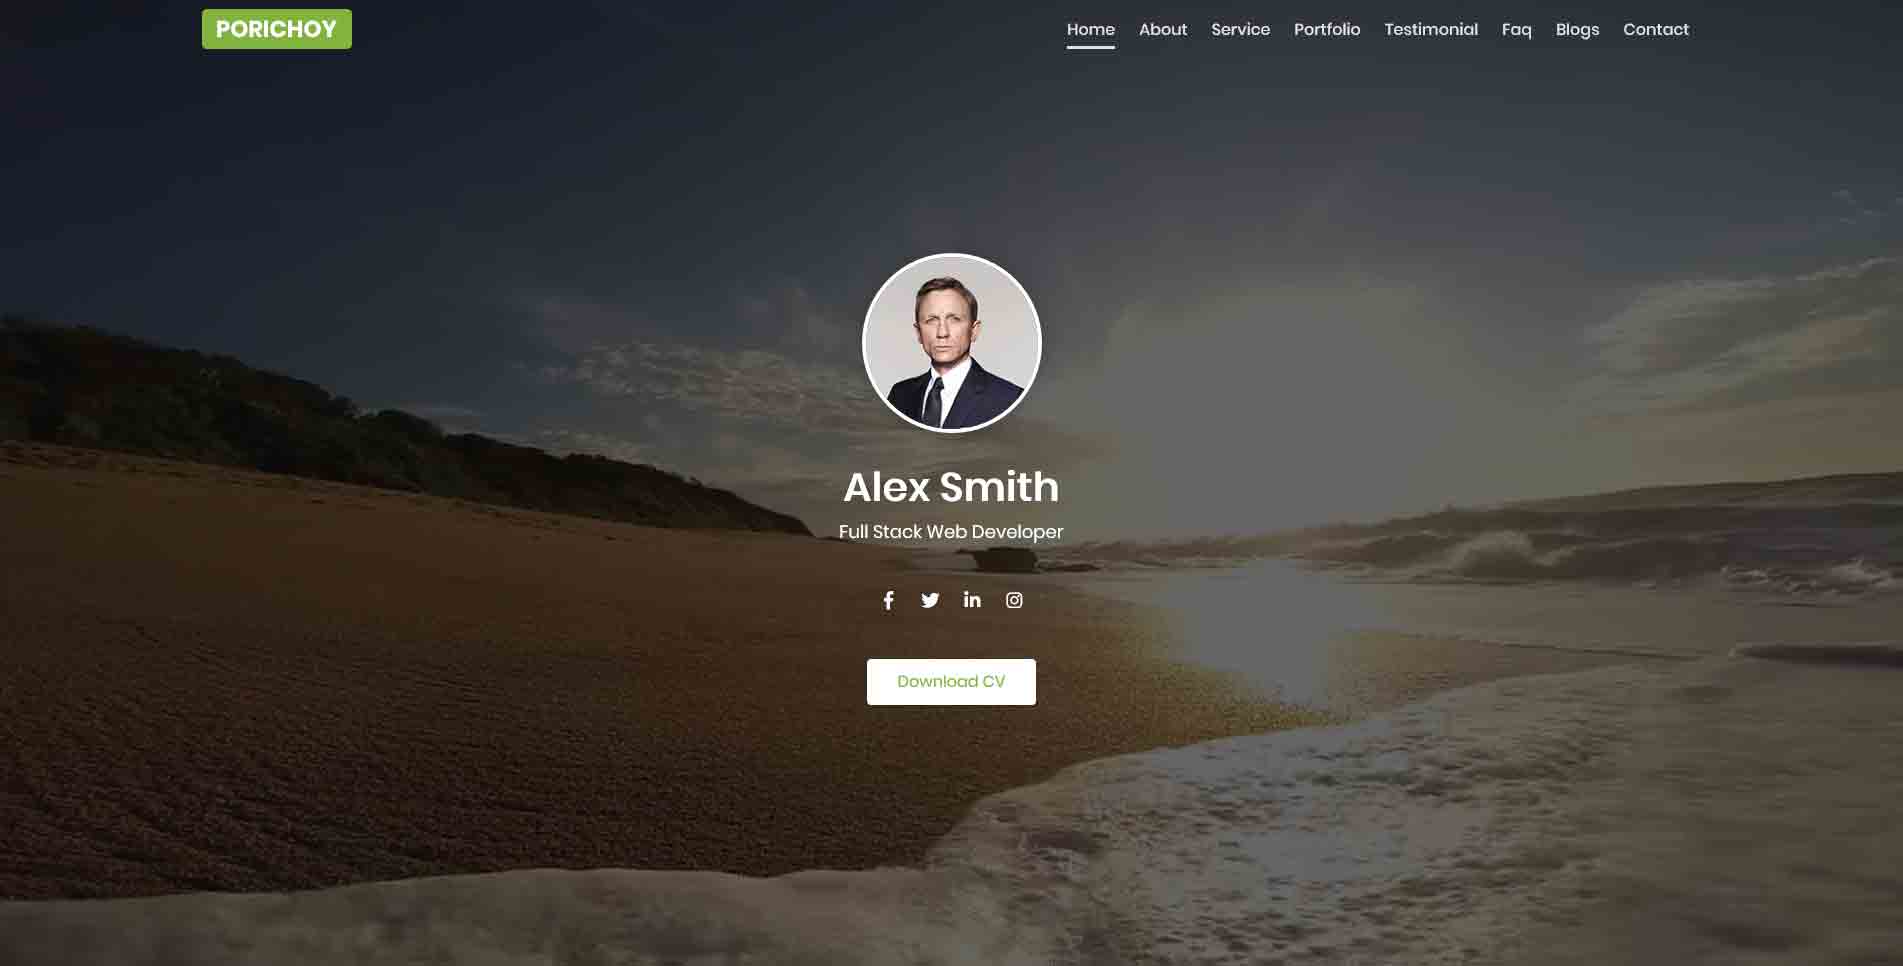 PORICHOY
Home About Service Portfolio Testimonial Faq Blogs Contact
Alex Smith
Full Stack Web Developer
Download CV